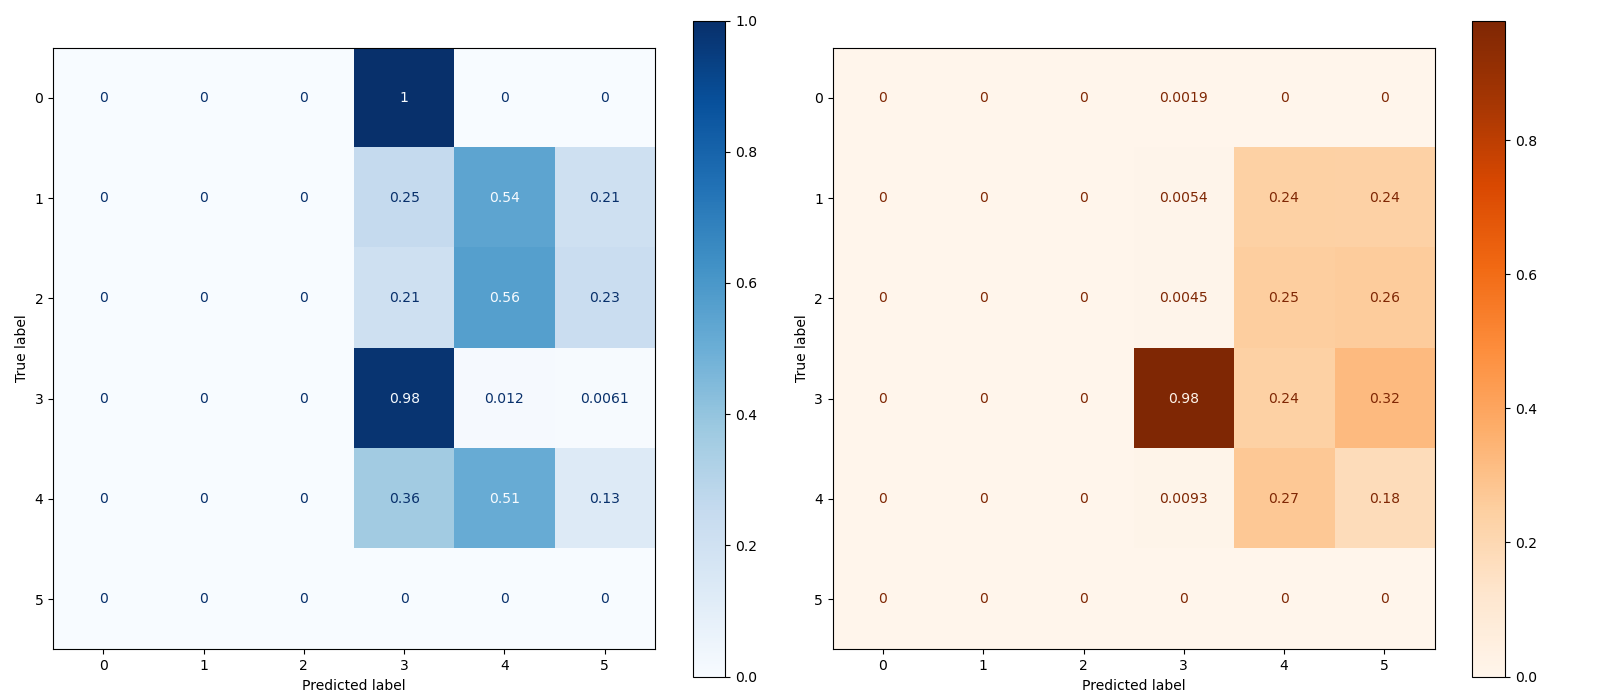 1.0
0 0 0 0 1 0 0
1 0 0 0 0.25 0.54 0.21
2 0 0 0 0.21 0.56 0.23
3 0 0 0 0.98 0.012 0.0061
4 0 0 0 0.36 0.51 0.13
5 0 0 0 0 0 0
0 1 2 3 4 5
True label
Predicted label
0.8
0.6
0.4
0.2
0.0
0 0 0 0 0.0019 0 0
1 0 0 0 0.0054 0.24 0.24
2 0 0 0 0.0045 0.25 0.26
3 0 0 0 0.98 0.24 0.32
4 0 0 0 0.0093 0.27 0.18
5 0 0 0 0 0 0
0 1 2 3 4 5
True label
Predicted label
0.8
0.6
0.4
0.2
0.0